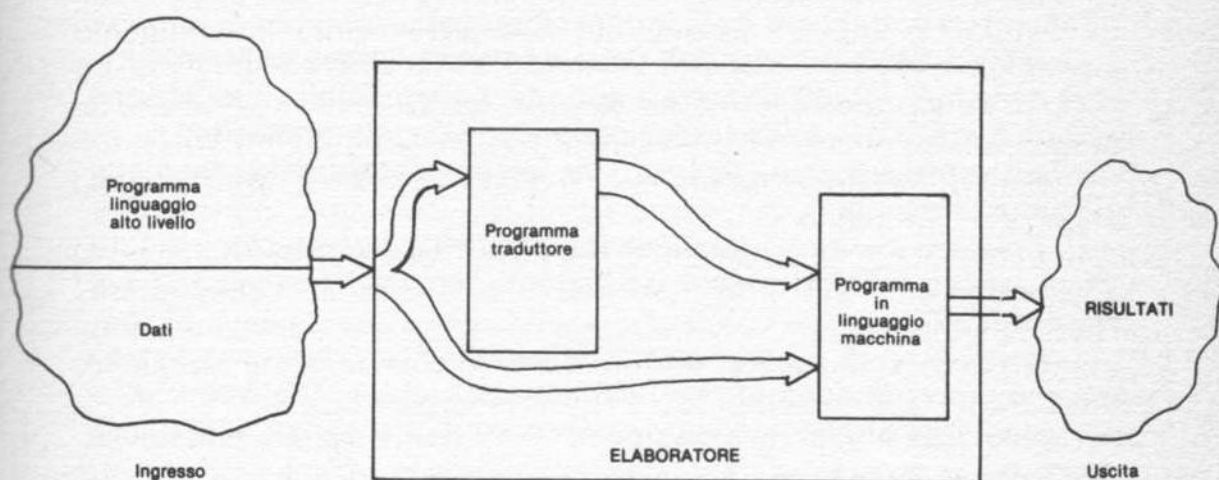 Programma
linguaggio
alto livello
Dati
Ingresso
Programma
traduttore
Programma
in
linguaggio
macchina
ELABORATORE
RISULTATI
Uscita